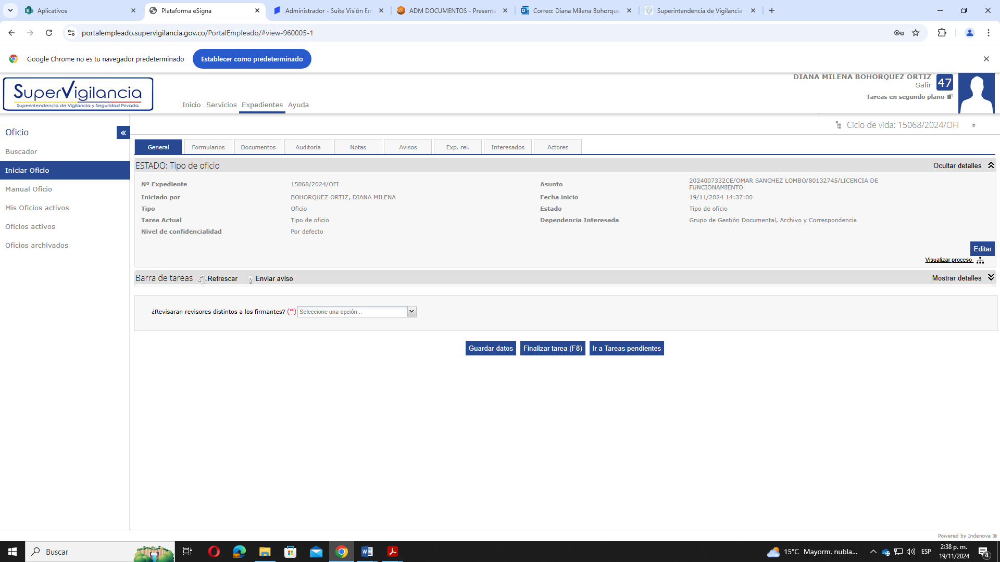 Aplicativos
Plataforma eSigna
Administrador - Suite Visión Em
ADM DOCUMENTOS - Presenta
Correo: Diana Milena Bohorque
Superintendencia de Vigilancia
portalempleado.supervigilancia.gov.co/PortalEmpleado/#view-960005-1
Google Chrome no es tu navegador predeterminado
Establecer como predeterminado
SuperVigilancia
Superintendencia de Vigilancia y Seguridad Privada
Inicio
Servicios
Expedientes
Ayuda
DIANA MILENA BOHORQUEZ ORTIZ
Salir
47
Tareas en segundo plano
Oficio
«
Buscador
Iniciar Oficio
Manual Oficio
Mis Oficios activos
Oficios activos
Oficios archivados
Ciclo de vida: 15068/2024/OFI
General
Formularios
Documentos
Auditoría
Notas
Avisos
Exp. rel.
Interesados
Actores
ESTADO: Tipo de oficio
Ocultar detalles
Nº Expediente
15068/2024/OFI
Asunto
2024007332CE/OMAR SANCHEZ LOMBO/80132745/LICENCIA DE
FUNCIONAMIENTO
Iniciado por
BOHORQUEZ ORTIZ, DIANA MILENA
Fecha inicio
19/11/2024 14:37:00
Tipo
Oficio
Estado
Tipo de oficio
Tarea Actual
Tipo de oficio
Dependencia Interesada
Grupo de Gestión Documental, Archivo y Correspondencia
Nivel de confidencialidad
Por defecto
Editar
Visualizar proceso
Barra de tareas
Refrescar
Enviar aviso
Mostrar detalles
¿Revisaran revisores distintos a los firmantes? (*)
Seleccione una opción...
Guardar datos
Finalizar tarea (F8)
Ir a Tareas pendientes
Powered by Indenova ®
Buscar
15°C Mayorm. nubla...
ESP
2:38 p. m.
19/11/2024
4